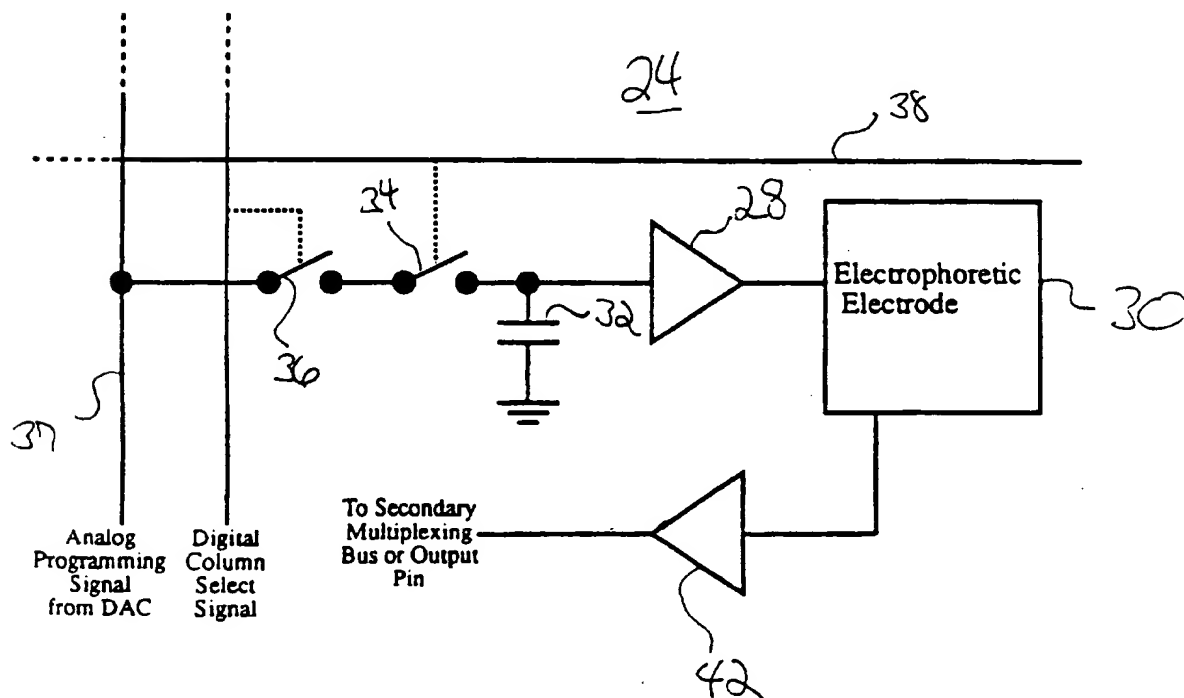 24
38
34
28
Electrophoretic
Electrode
30
32
36
37
To Secondary
Multiplexing
Bus or Output
Pin
42
Analog
Programming
Signal
from DAC
Digital
Column
Select
Signal